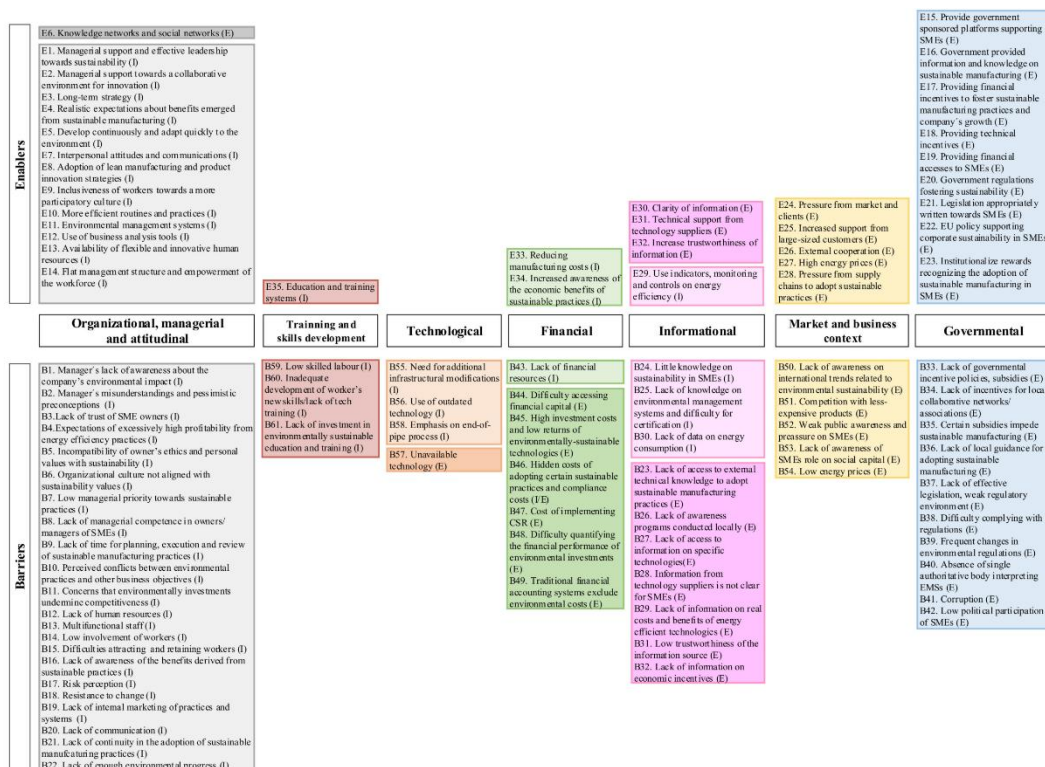 Enablers
E6. Knowledge networks and social networks (E)
E1. Managerial support and effective leadership
towards sustainability (I)
E2. Managerial support towards a collaborative
environment for innovation (I)
E3. Long-term strategy (I)
E4. Realistic expectations about benefits emerged
from sustainable manufacturing (I)
E5. Develop continuously and adapt quickly to the
environment (I)
E7. Interpersonal attitudes and communications (I)
E8. Adoption of lean manufacturing and product
innovation strategies (I)
E9. Inclusiveness of workers towards a more
participatory culture (I)
E10. More efficient routines and practices (I)
E11. Environmental management systems (I)
E12. Use of business analysis tools (I)
E13. Availability of flexible and innovative human
resources (I)
E14. Flat management structure and empowerment of
the workforce (I)
E35. Education and training
systems (I)
E33. Reducing
manufacturing costs (I)
E34. Increased awareness of
the economic benefits of
sustainable practices (I)
E30. Clarity of information (E)
E31. Technical support from
technology suppliers (E)
E32. Increase trustworthiness of
information (E)
E29. Use indicators, monitoring
and controls on energy
efficiency (I)
E24. Pressure from market and
clients (E)
E25. Increased support from
large-sized customers (E)
E26. External cooperation (E)
E27. High energy prices (E)
E28. Pressure from supply
chains to adopt sustainable
practices (E)
E15. Provide government
sponsored platforms supporting
SMEs (E)
E16. Government provided
information and knowledge on
sustainable manufacturing (E)
E17. Providing financial
incentives to foster sustainable
manufacturing practices and
company´s growth (E)
E18. Providing technical
incentives (E)
E19. Providing financial
accesses to SMEs (E)
E20. Government regulations
fostering sustainability (E)
E21. Legislation appropriately
written towards SMEs (E)
E22. EU policy supporting
corporate sustainability in SMEs
(E)
E23. Institutionalize rewards
recognizing the adoption of
sustainable manufacturing in
SMEs (E)
Organizational, managerial
and attitudinal
Trainning and
skills development
Technological
Financial
Informational
Market and business
context
Governmental
Barriers
B1. Manager´s lack of awareness about the
company's environmental impact (I)
B2. Manager´s misunderstandings and pessimistic
preconceptions (I)
B3.Lack of trust of SME owners (I)
B4.Expectations of excessively high profitability from
energy efficiency practices (I)
B5. Incompatibility of owner's ethics and personal
values with sustainability (I)
B6. Organizational culture not aligned with
sustainability values (I)
B7. Low managerial priority towards sustainable
practices (I)
B8. Lack of managerial competence in owners/
managers of SMEs (I)
B9. Lack of time for planning, execution and review
of sustainable manufacturing practices (I)
B10. Perceived conflicts between environmental
practices and other business objectives (I)
B11. Concerns that environmentally investments
undermine competitiveness (I)
B12. Lack of human resources (I)
B13. Multifunctional staff (I)
B14. Low involvement of workers (I)
B15. Difficulties attracting and retaining workers (I)
B16. Lack of awareness of the benefits derived from
sustainable practices (I)
B17. Risk perception (I)
B18. Resistance to change (I)
B19. Lack of internal marketing of practices and
systems (I)
B20. Lack of communication (I)
B21. Lack of continuity in the adoption of sustainable
manufcaturing practices (I)
B22. Lack of enough environmental progress (I)
B59. Low skilled labour (I)
B60. Inadequate
development of worker's
new skills/lack of tech
training (I)
B61. Lack of investment in
environmentally sustainable
education and training (I)
B55. Need for additional
infrastructural modifications (I)
B56. Use of outdated
technology (I)
B58. Emphasis on end-of-
pipe process (I)
B57. Unavailable
technology (E)
B43. Lack of financial
resources (I)
B44. Difficulty accessing
financial capital (E)
B45. High investment costs
and low returns of
environmentally-sustainable
technologies (E)
B46. Hidden costs of
adopting certain sustainable
practices and compliance
costs (I/E)
B47. Cost of implementing
CSR (E)
B48. Difficulty quantifying
the financial performance of
environmental investments
(E)
B49. Traditional financial
accounting systems exclude
environmental costs (E)
B24. Little knowledge on
sustainability in SMEs (I)
B25. Lack of knowledge on
environmental management
systems and difficulty for
certification (I)
B30. Lack of data on energy
consumption (I)
B23. Lack of access to external
technical knowledge to adopt
sustainable manufacturing
practices (E)
B26. Lack of awareness
programs conducted locally (E)
B27. Lack of access to
information on specific
technologies(E)
B28. Information from
technology suppliers is not clear
for SMEs (E)
B29. Lack of information on real
costs and benefits of energy
efficient technologies (E)
B31. Low trustworthiness of the
information source (E)
B32. Lack of information on
economic incentives (E)
B50. Lack of awareness on
international trends related to
environmental sustainability (E)
B51. Competition with less-
expensive products (E)
B52. Weak public awareness and
preassure on SMEs (E)
B53. Lack of awareness of
SMEs role on social capital (E)
B54. Low energy prices (E)
B33. Lack of governmental
incentive policies, subsidies (E)
B34. Lack of incentives for local
collaborative networks/
associations (E)
B35. Certain subsidies impede
sustainable manufacturing (E)
B36. Lack of local guidance for
adopting sustainable
manufacturing (E)
B37. Lack of effective
legislation, weak regulatory
environment (E)
B38. Difficulty complying with
regulations (E)
B39. Frequent changes in
environmental regulations (E)
B40. Absence of single
authoritative body interpreting
EMSs (E)
B41. Corruption (E)
B42. Low political participation
of SMEs (E)